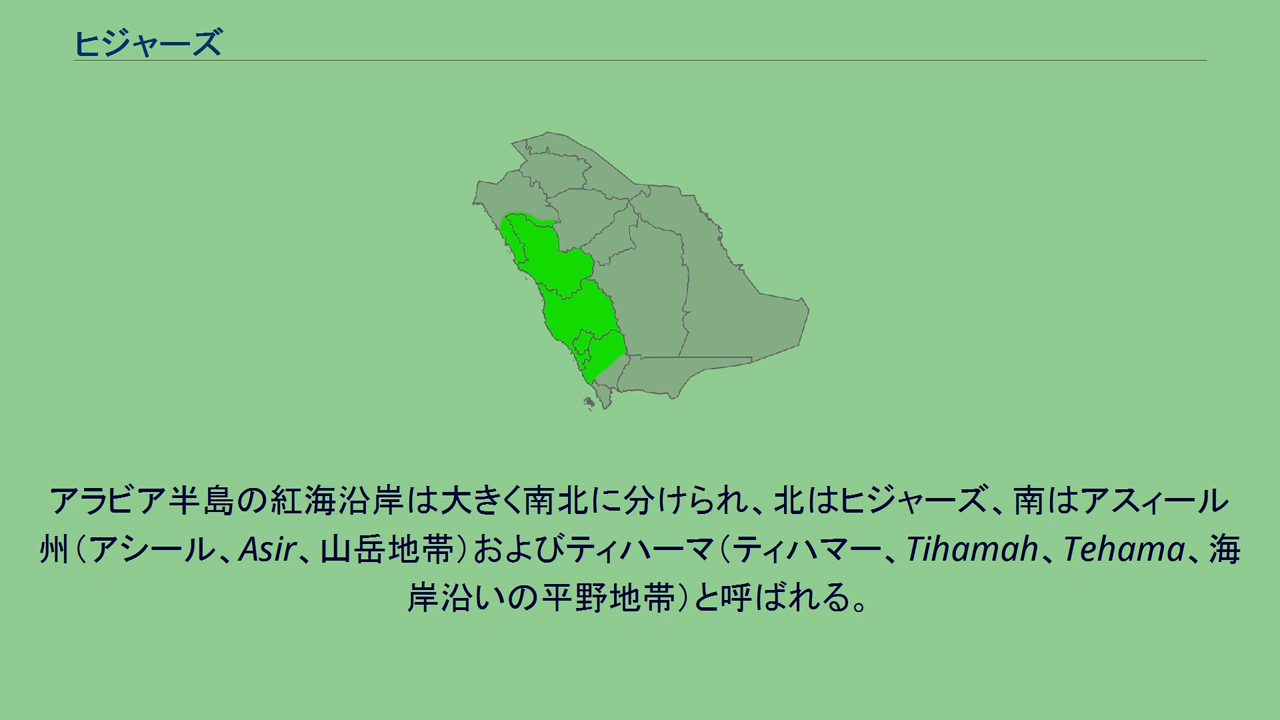 ヒジャーズ
アラビア半島の紅海沿岸は大きく南北に分けられ、北はヒジャーズ、南はアスィール
州（アシール、Asir、山岳地帯）およびティハーマ（ティハマー、Tihamah、Tehama、海
岸沿いの平野地帯）と呼ばれる。